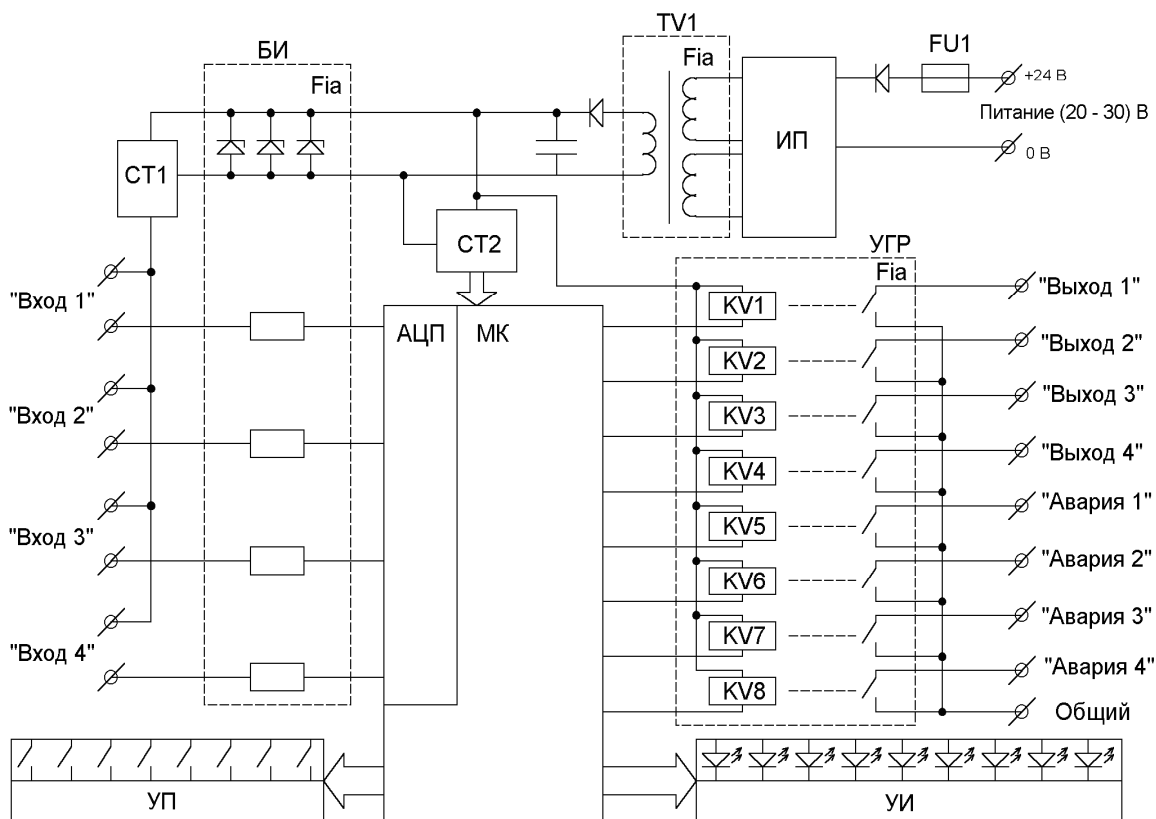 TV1
БИ
Fia
Fia
FU1
+24 В
Питание (20 - 30) В
ИП
0 В
СТ1
СТ2
УГР
Fia
"Вход 1"
АЦП
МК
KV1
"Выход 1"
KV2
"Выход 2"
"Вход 2"
KV3
"Выход 3"
KV4
"Выход 4"
"Вход 3"
KV5
"Авария 1"
KV6
"Авария 2"
"Вход 4"
KV7
"Авария 3"
KV8
"Авария 4"
Общий
УП
УИ